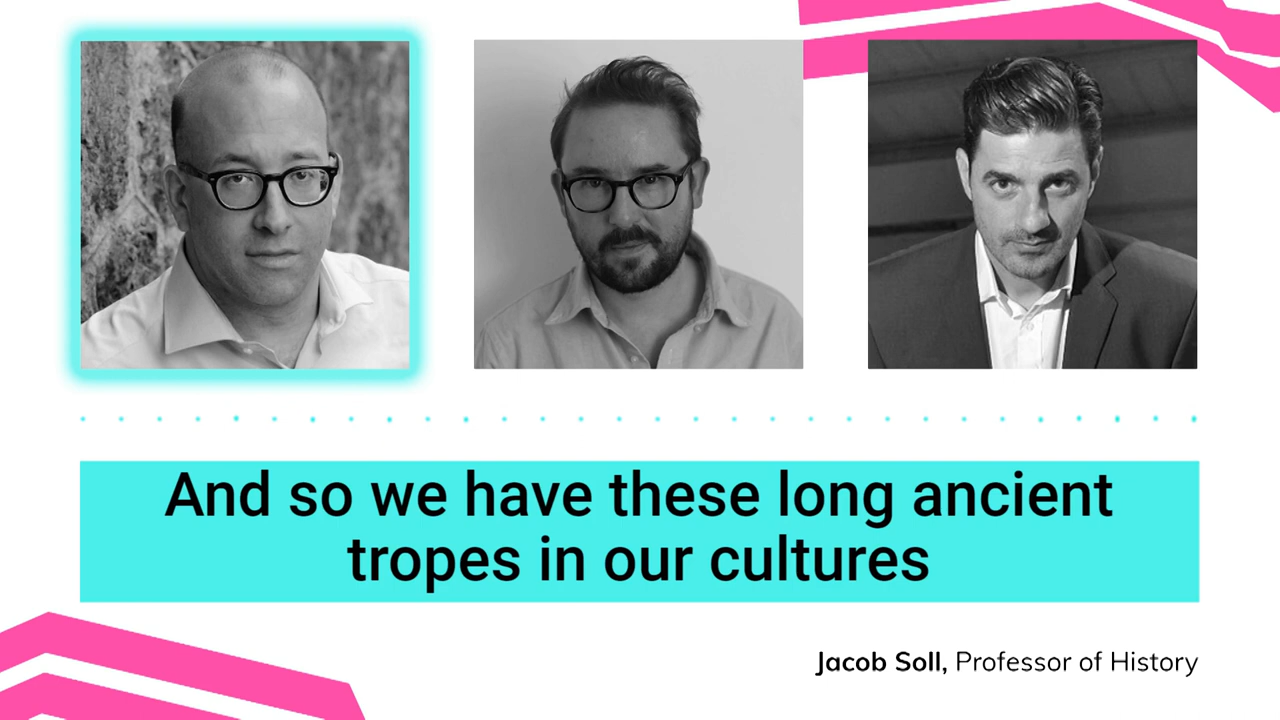 And so we have these long ancient
tropes in our cultures
Jacob Soll, Professor of History